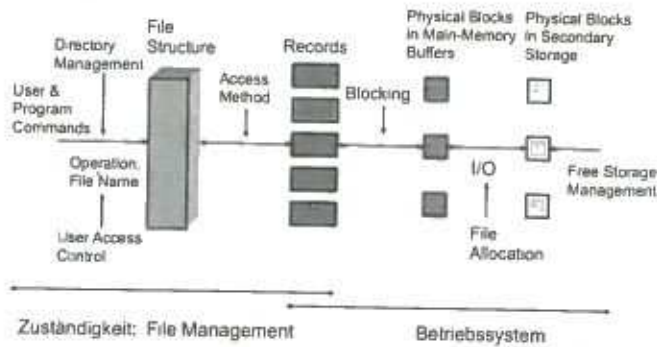 File
Structure
Directory
Management
User &
Program
Commands
Operation,
File Name
User Access
Control
Access
Method
Records
Blocking
Physical Blocks
in Main-Memory
Buffers
Physical Blocks
in Secondary
Storage
I/O
File
Allocation
Free Storage
Management
Zuständigkeit: File Management
Betriebssystem